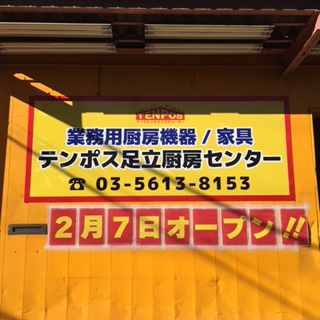 TENPOS
業務用厨房機器/家具
テンポス足立厨房センター
☎ 03-5613-8153
2月7日オープン!!